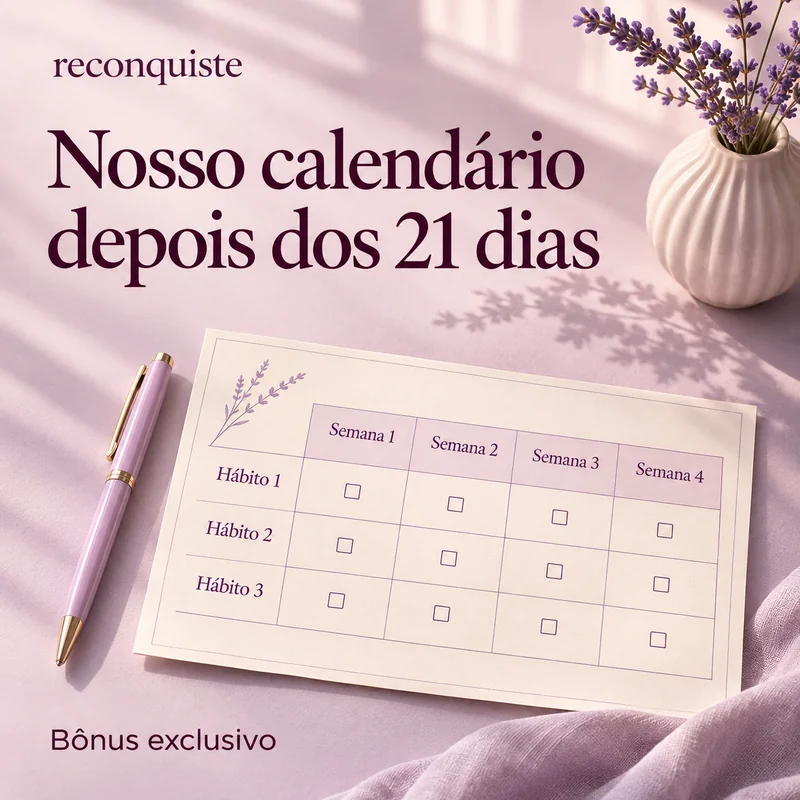 reconquiste
Nosso calendário
depois dos 21 dias
Semana 1 Semana 2 Semana 3 Semana 4
Hábito 1
Hábito 2
Hábito 3
Bônus exclusivo